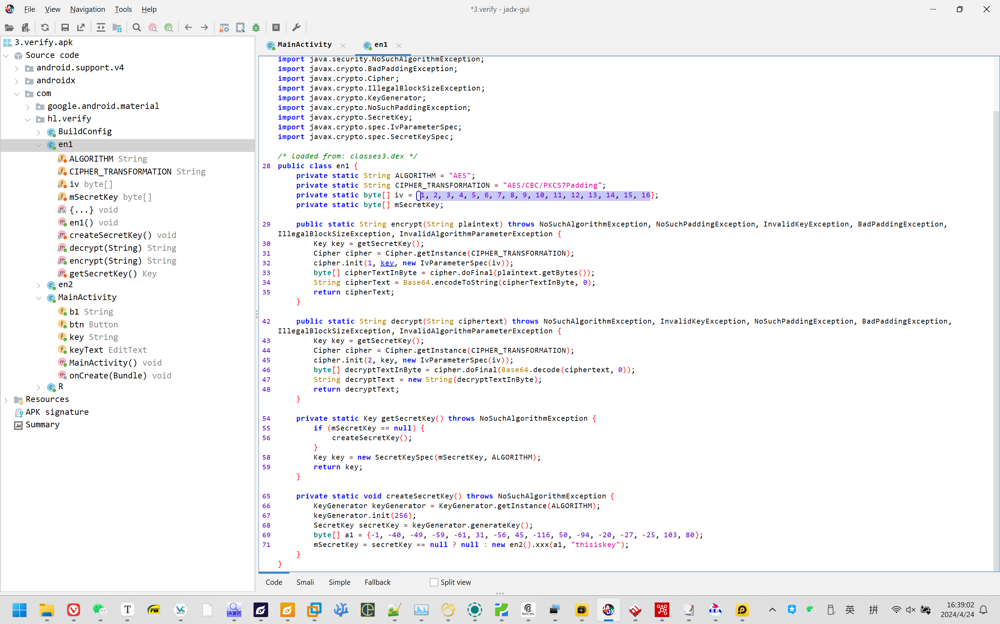 File View Navigation Tools Help
*3.verify - jadx-gui
3.verify.apk
Source code
android.support.v4
androidx
com
google.android.material
hl.verify
BuildConfig
en1
ALGORITHM String
CIPHER_TRANSFORMATION String
iv byte[]
mSecretKey byte[]
{...} void
en1() void
createSecretKey() void
decrypt(String) String
encrypt(String) String
getSecretKey() Key
en2
MainActivity
b1 String
btn Button
key String
keyText EditText
MainActivity() void
onCreate(Bundle) void
R
Resources
APK signature
Summary
MainActivity
en1
import java.security.NoSuchAlgorithmException;
import javax.crypto.BadPaddingException;
import javax.crypto.Cipher;
import javax.crypto.IllegalBlockSizeException;
import javax.crypto.KeyGenerator;
import javax.crypto.NoSuchPaddingException;
import javax.crypto.SecretKey;
import javax.crypto.spec.IvParameterSpec;
import javax.crypto.spec.SecretKeySpec;
/* loaded from: classes3.dex */
28 public class en1 {
private static String ALGORITHM = "AES";
private static String CIPHER_TRANSFORMATION = "AES/CBC/PKCS7Padding";
private static byte[] iv = {1, 2, 3, 4, 5, 6, 7, 8, 9, 10, 11, 12, 13, 14, 15, 16};
private static byte[] mSecretKey;
29 public static String encrypt(String plaintext) throws NoSuchAlgorithmException, NoSuchPaddingException, InvalidKeyException, BadPaddingException,
IllegalBlockSizeException, InvalidAlgorithmParameterException {
30 Key key = getSecretKey();
31 Cipher cipher = Cipher.getInstance(CIPHER_TRANSFORMATION);
32 cipher.init(1, key, new IvParameterSpec(iv));
33 byte[] cipherTextInByte = cipher.doFinal(plaintext.getBytes());
34 String cipherText = Base64.encodeToString(cipherTextInByte, 0);
35 return cipherText;
}
42 public static String decrypt(String ciphertext) throws NoSuchAlgorithmException, InvalidKeyException, NoSuchPaddingException, BadPaddingException,
IllegalBlockSizeException, InvalidAlgorithmParameterException {
43 Key key = getSecretKey();
44 Cipher cipher = Cipher.getInstance(CIPHER_TRANSFORMATION);
45 cipher.init(2, key, new IvParameterSpec(iv));
46 byte[] decryptTextInByte = cipher.doFinal(Base64.decode(ciphertext, 0));
47 String decryptText = new String(decryptTextInByte);
48 return decryptText;
}
54 private static Key getSecretKey() throws NoSuchAlgorithmException {
55 if (mSecretKey == null) {
56 createSecretKey();
}
58 Key key = new SecretKeySpec(mSecretKey, ALGORITHM);
59 return key;
}
65 private static void createSecretKey() throws NoSuchAlgorithmException {
66 KeyGenerator keyGenerator = KeyGenerator.getInstance(ALGORITHM);
67 keyGenerator.init(256);
68 SecretKey secretKey = keyGenerator.generateKey();
69 byte[] a1 = {-1, -40, -49, -59, -61, 31, -56, 45, -116, 50, -94, -20, -27, -25, 103, 80};
71 mSecretKey = secretKey == null ? null : new en2().xxx(a1, "thisiskey");
}
}
Code Smali Simple Fallback Split view
英 拼
16:39:02
2024/4/24